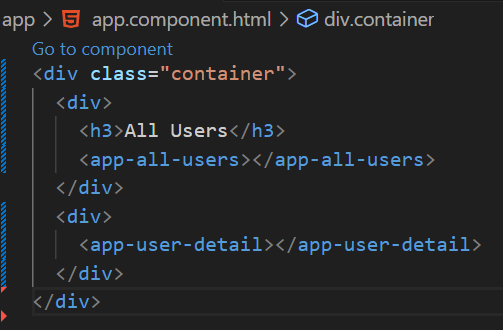 app > app.component.html > div.container
Go to component
<div class="container">
  <div>
    <h3>All Users</h3>
    <app-all-users></app-all-users>
  </div>
  <div>
    <app-user-detail></app-user-detail>
  </div>
</div>